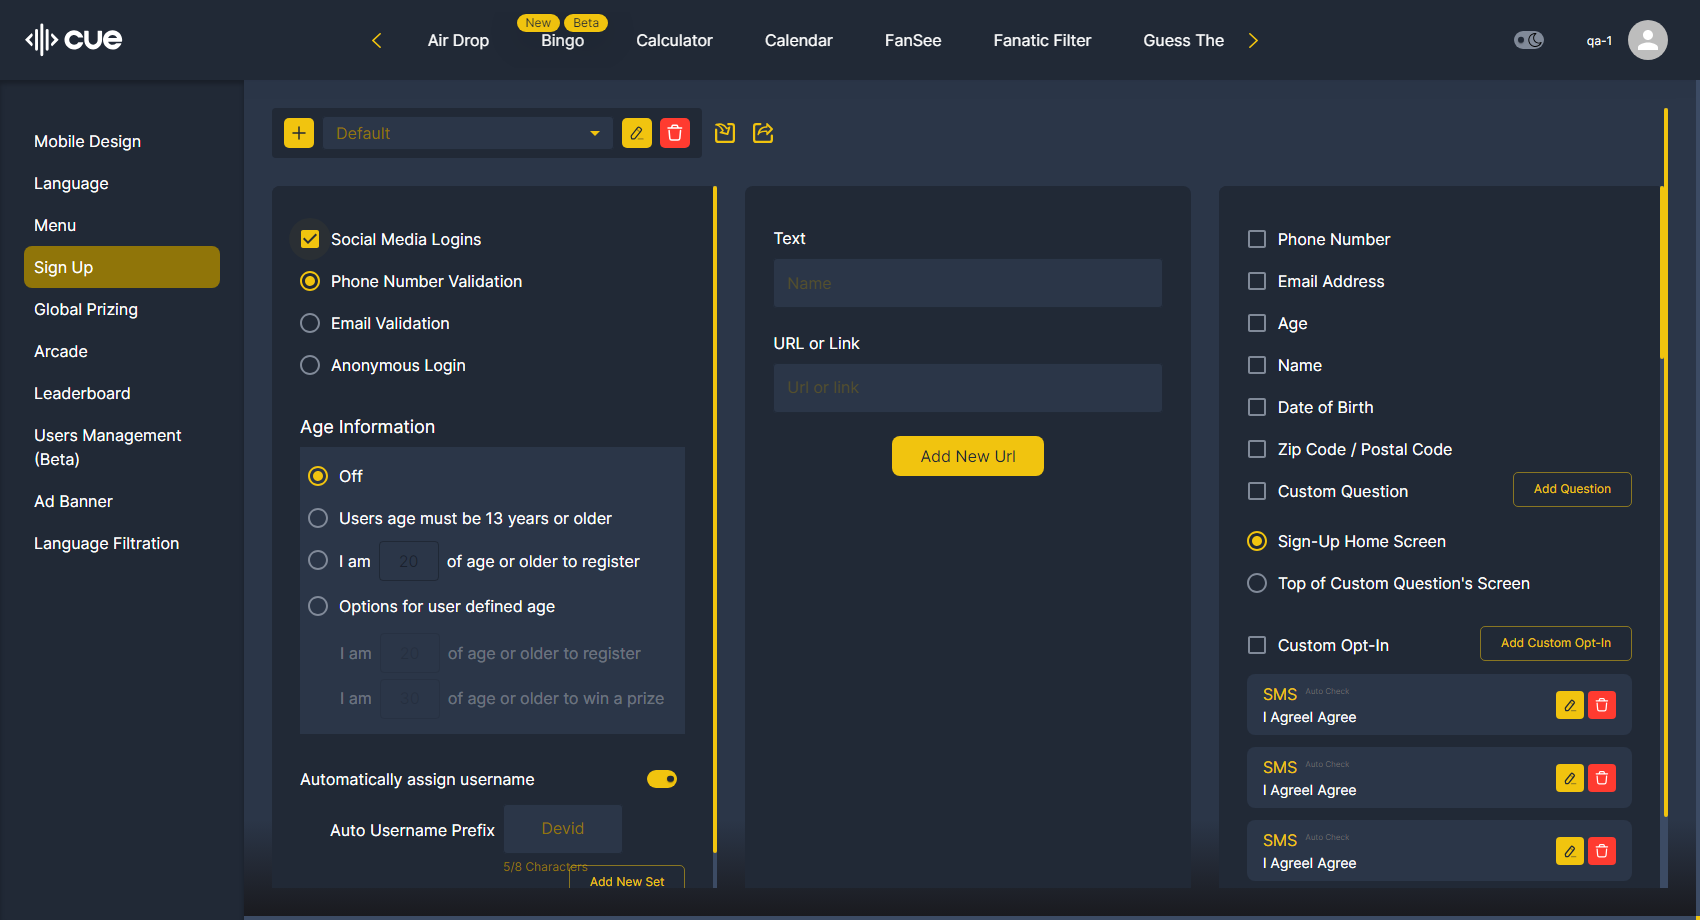 cue
Air Drop
New
Beta
Bingo
Calculator
Calendar
FanSee
Fanatic Filter
Guess The
qa-1
Mobile Design
Language
Menu
Sign Up
Global Prizing
Arcade
Leaderboard
Users Management
(Beta)
Ad Banner
Language Filtration
Default
Social Media Logins
Phone Number Validation
Email Validation
Anonymous Login
Age Information
Off
Users age must be 13 years or older
I am 20 of age or older to register
Options for user defined age
I am 20 of age or older to register
I am 30 of age or older to win a prize
Automatically assign username
Auto Username Prefix Devid
5/8 Characters
Add New Set
Text
Name
URL or Link
Url or link
Add New Url
Phone Number
Email Address
Age
Name
Date of Birth
Zip Code / Postal Code
Custom Question Add Question
Sign-Up Home Screen
Top of Custom Question's Screen
Custom Opt-In Add Custom Opt-In
SMS Auto Check
I AgreeI Agree
SMS Auto Check
I AgreeI Agree
SMS Auto Check
I AgreeI Agree